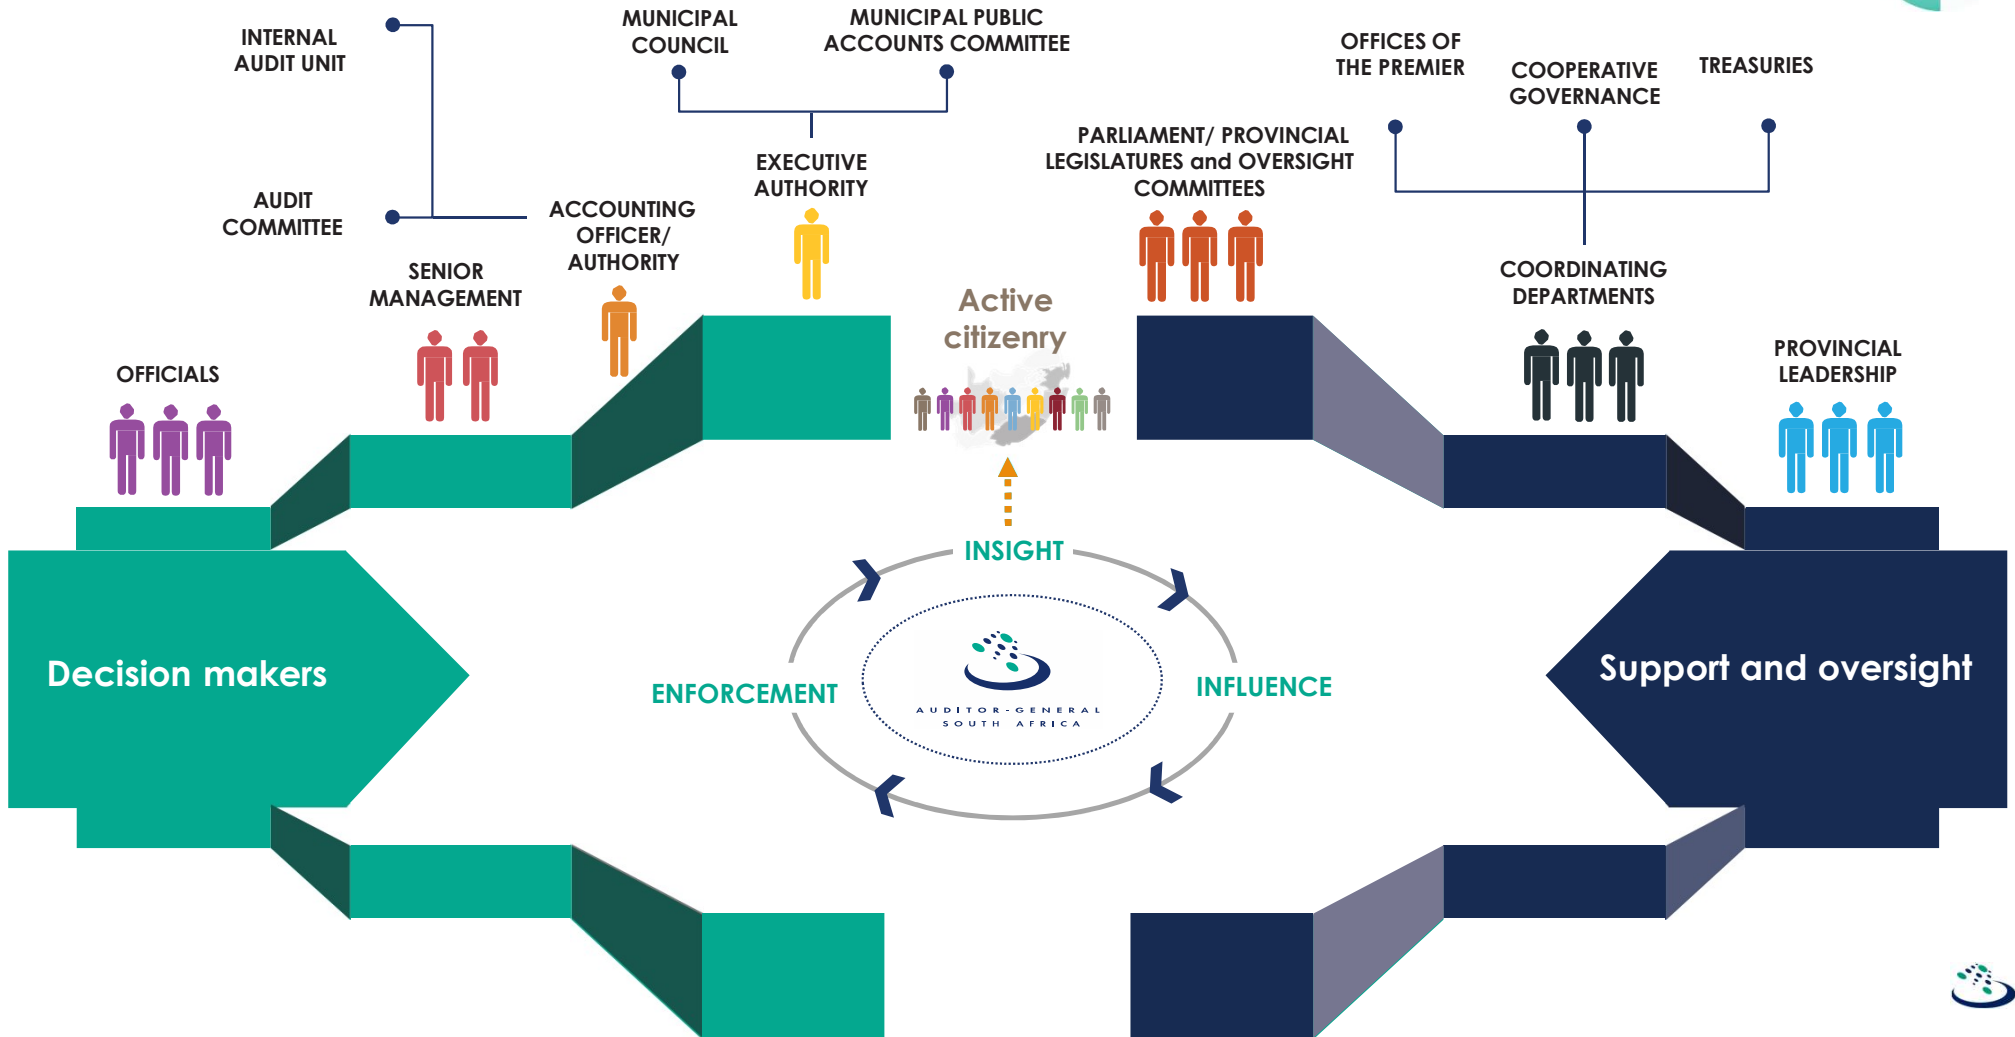 INTERNAL
AUDIT UNIT
AUDIT
COMMITTEE
MUNICIPAL
COUNCIL
MUNICIPAL PUBLIC
ACCOUNTS COMMITTEE
EXECUTIVE
AUTHORITY
ACCOUNTING
OFFICER/
AUTHORITY
SENIOR
MANAGEMENT
OFFICIALS
Active
citizenry
PARLIAMENT/ PROVINCIAL
LEGISLATURES and OVERSIGHT
COMMITTEES
OFFICES OF
THE PREMIER
COOPERATIVE
GOVERNANCE
TREASURIES
COORDINATING
DEPARTMENTS
PROVINCIAL
LEADERSHIP
Decision makers
INSIGHT
ENFORCEMENT
INFLUENCE
AUDITOR-GENERAL
SOUTH AFRICA
Support and oversight